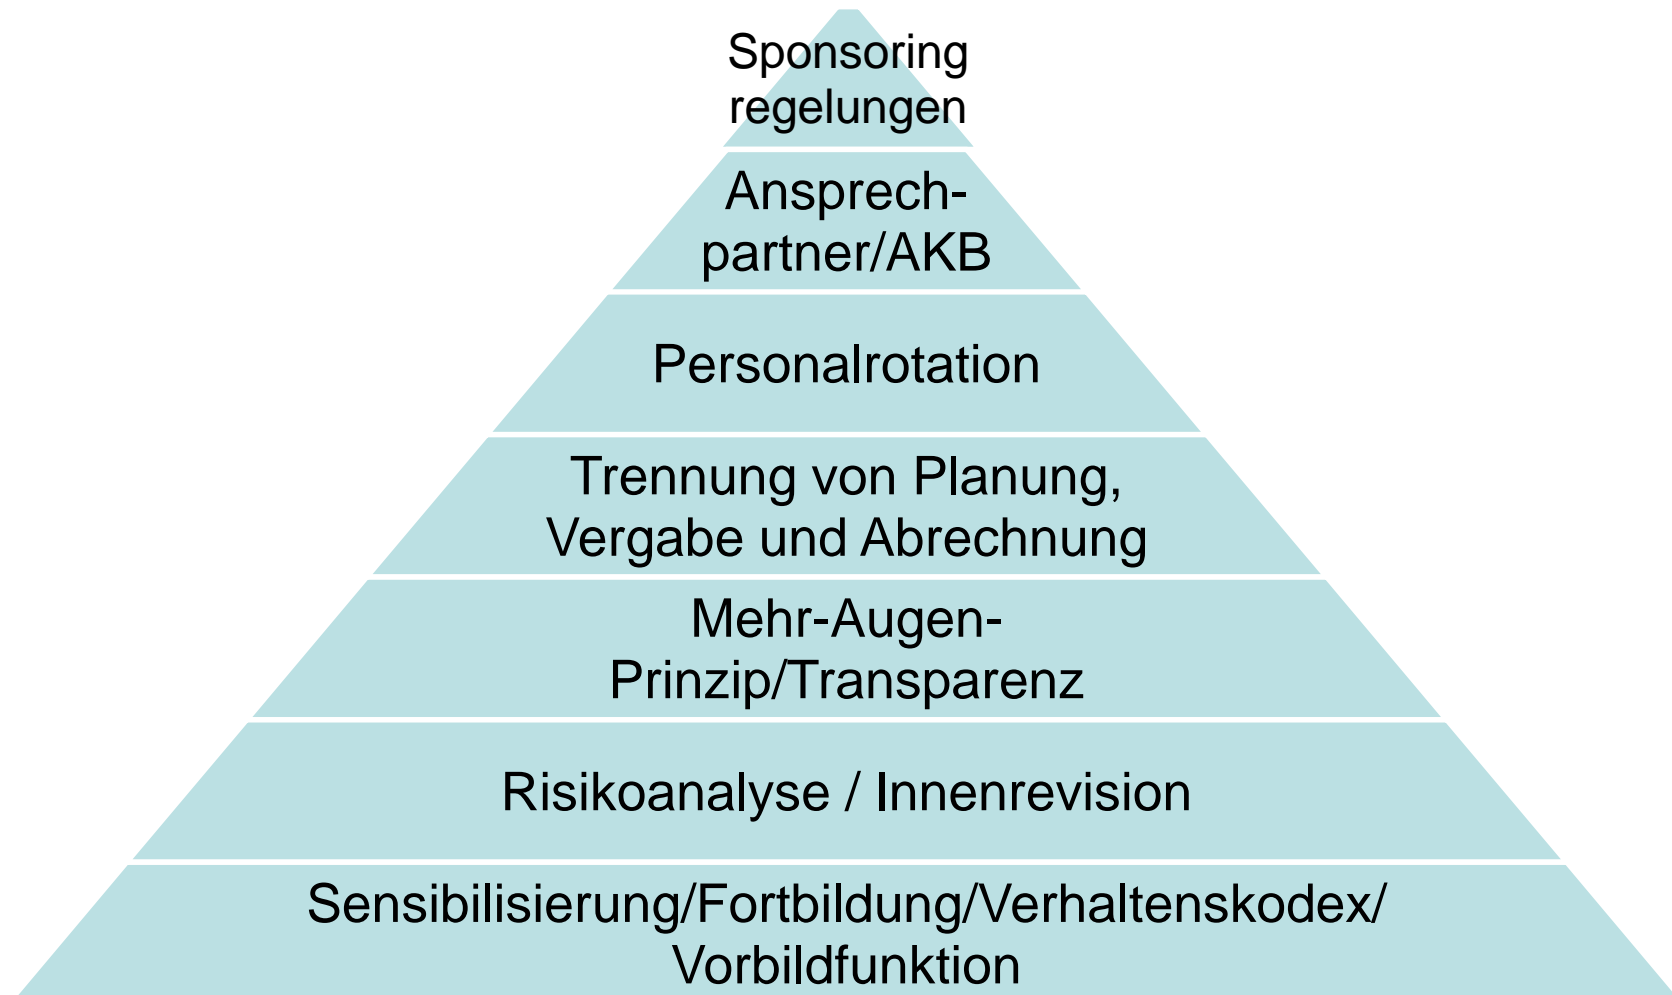 Sponsoring
regelungen
Ansprech-
partner/AKB
Personalrotation
Trennung von Planung,
Vergabe und Abrechnung
Mehr-Augen-
Prinzip/Transparenz
Risikoanalyse / Innenrevision
Sensibilisierung/Fortbildung/Verhaltenskodex/
Vorbildfunktion